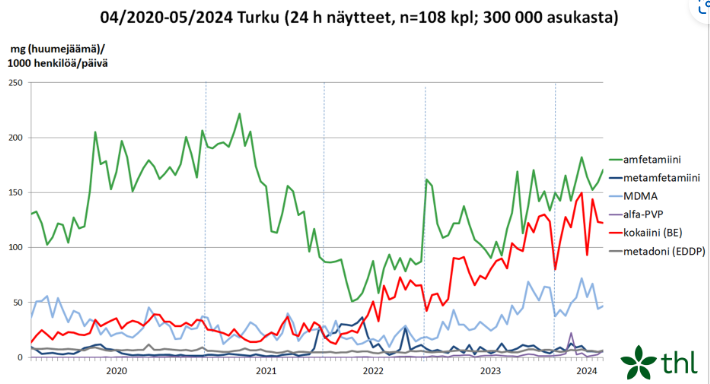 04/2020-05/2024 Turku (24 h näytteet, n=108 kpl; 300 000 asukasta)
mg (huumejäämä)/
1000 henkilöä/päivä
250
200
150
100
50
0
2020
2021
2022
2023
2024
amfetamiini
metamfetamiini
MDMA
alfa-PVP
kokaiini (BE)
metadoni (EDDP)
thl